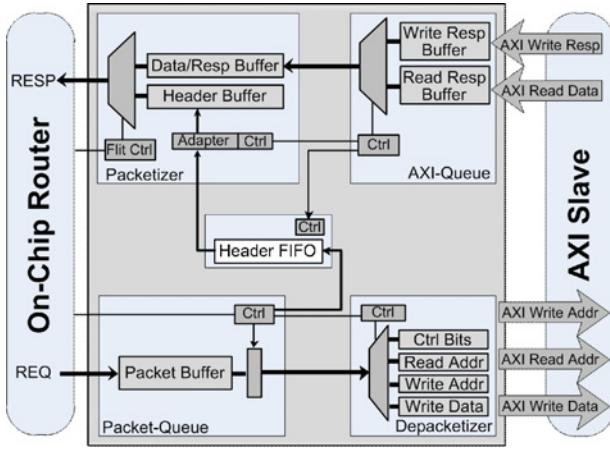 On-Chip Router
RESP
REQ
Data/Resp Buffer
Header Buffer
Flit Ctrl
Adapter
Ctrl
Packetizer
Write Resp
Buffer
Read Resp
Buffer
Ctrl
AXI-Queue
AXI Write Resp
AXI Read Data
Ctrl
Header FIFO
Ctrl
Packet Buffer
Packet-Queue
Ctrl
Ctrl Bits
Read Addr
Write Addr
Write Data
Depacketizer
AXI Write Addr
AXI Read Addr
AXI Write Data
AXI Slave